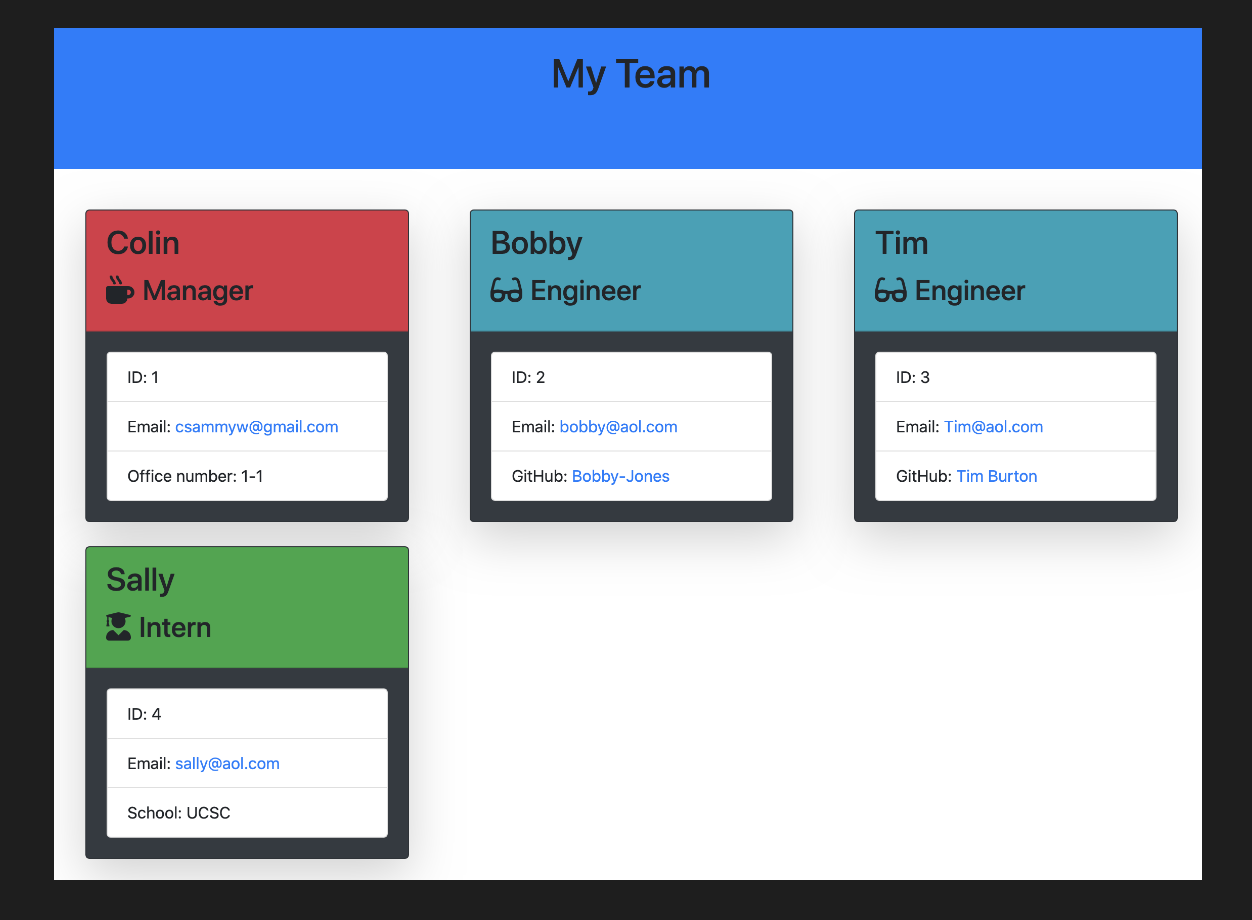 My Team
Colin
Manager
ID: 1
Email: csammyw@gmail.com
Office number: 1-1
Bobby
Engineer
ID: 2
Email: bobby@aol.com
GitHub: Bobby-Jones
Tim
Engineer
ID: 3
Email: Tim@aol.com
GitHub: Tim Burton
Sally
Intern
ID: 4
Email: sally@aol.com
School: UCSC